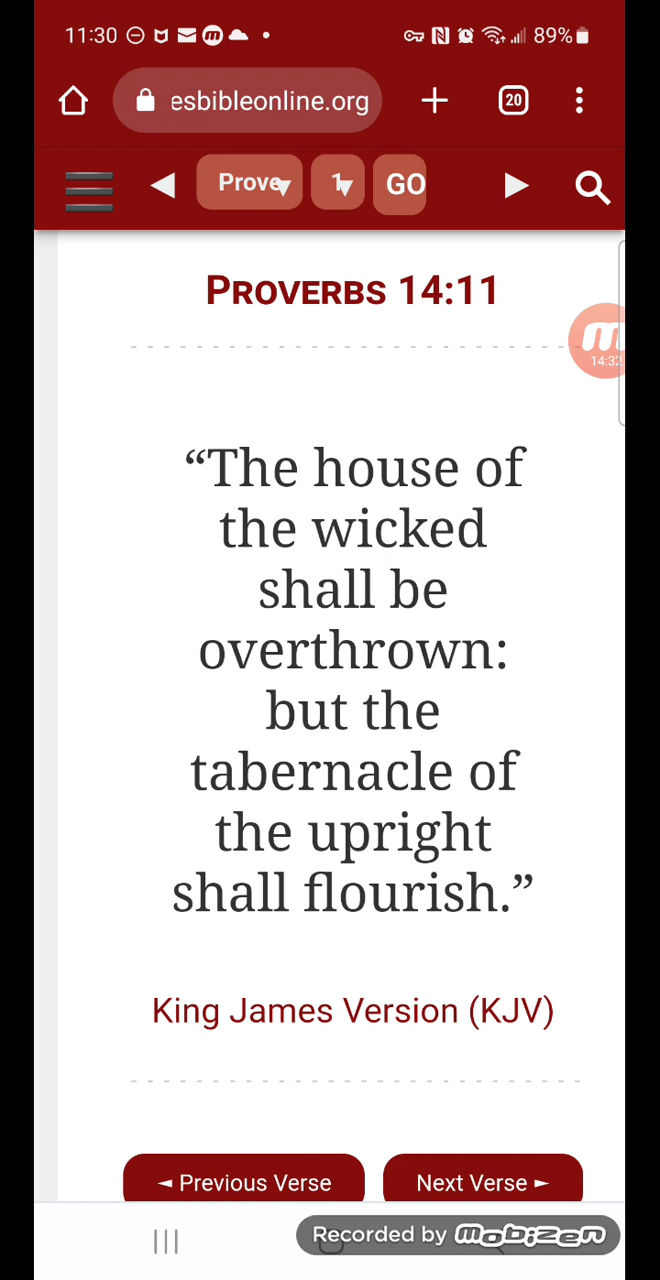 11:30 89%
esbibleonline.org 20
Prove 1 GO
PROVERBS 14:11
m
14:32
“The house of
the wicked
shall be
overthrown:
but the
tabernacle of
the upright
shall flourish.”
King James Version (KJV)
◄ Previous Verse Next Verse ►
Recorded by mobizen